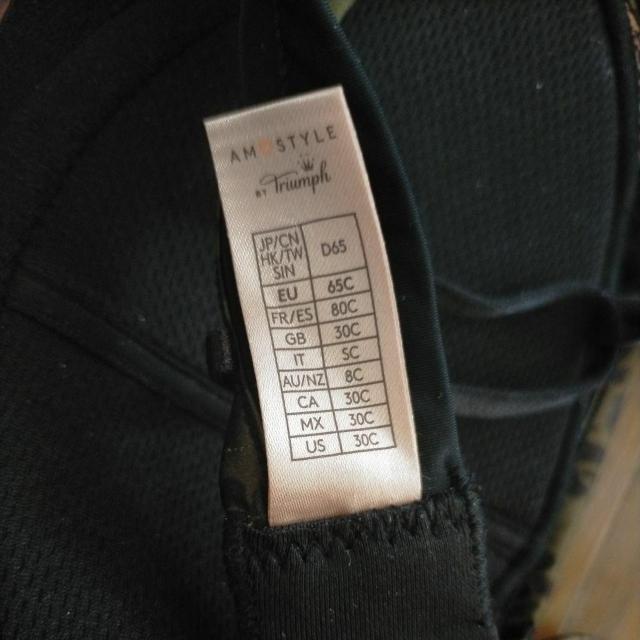 AMOSTYLE
BY Triumph
JP/CN
HK/TW
SIN D65
EU 65C
FR/ES 80C
GB 30C
IT SC
AU/NZ 8C
CA 30C
MX 30C
US 30C